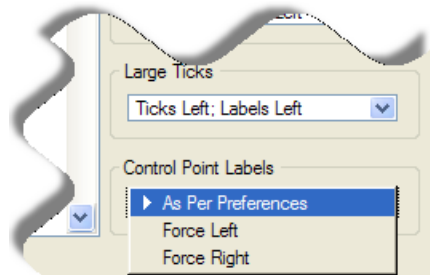 Large Ticks
Ticks Left; Labels Left
Control Point Labels
As Per Preferences
Force Left
Force Right